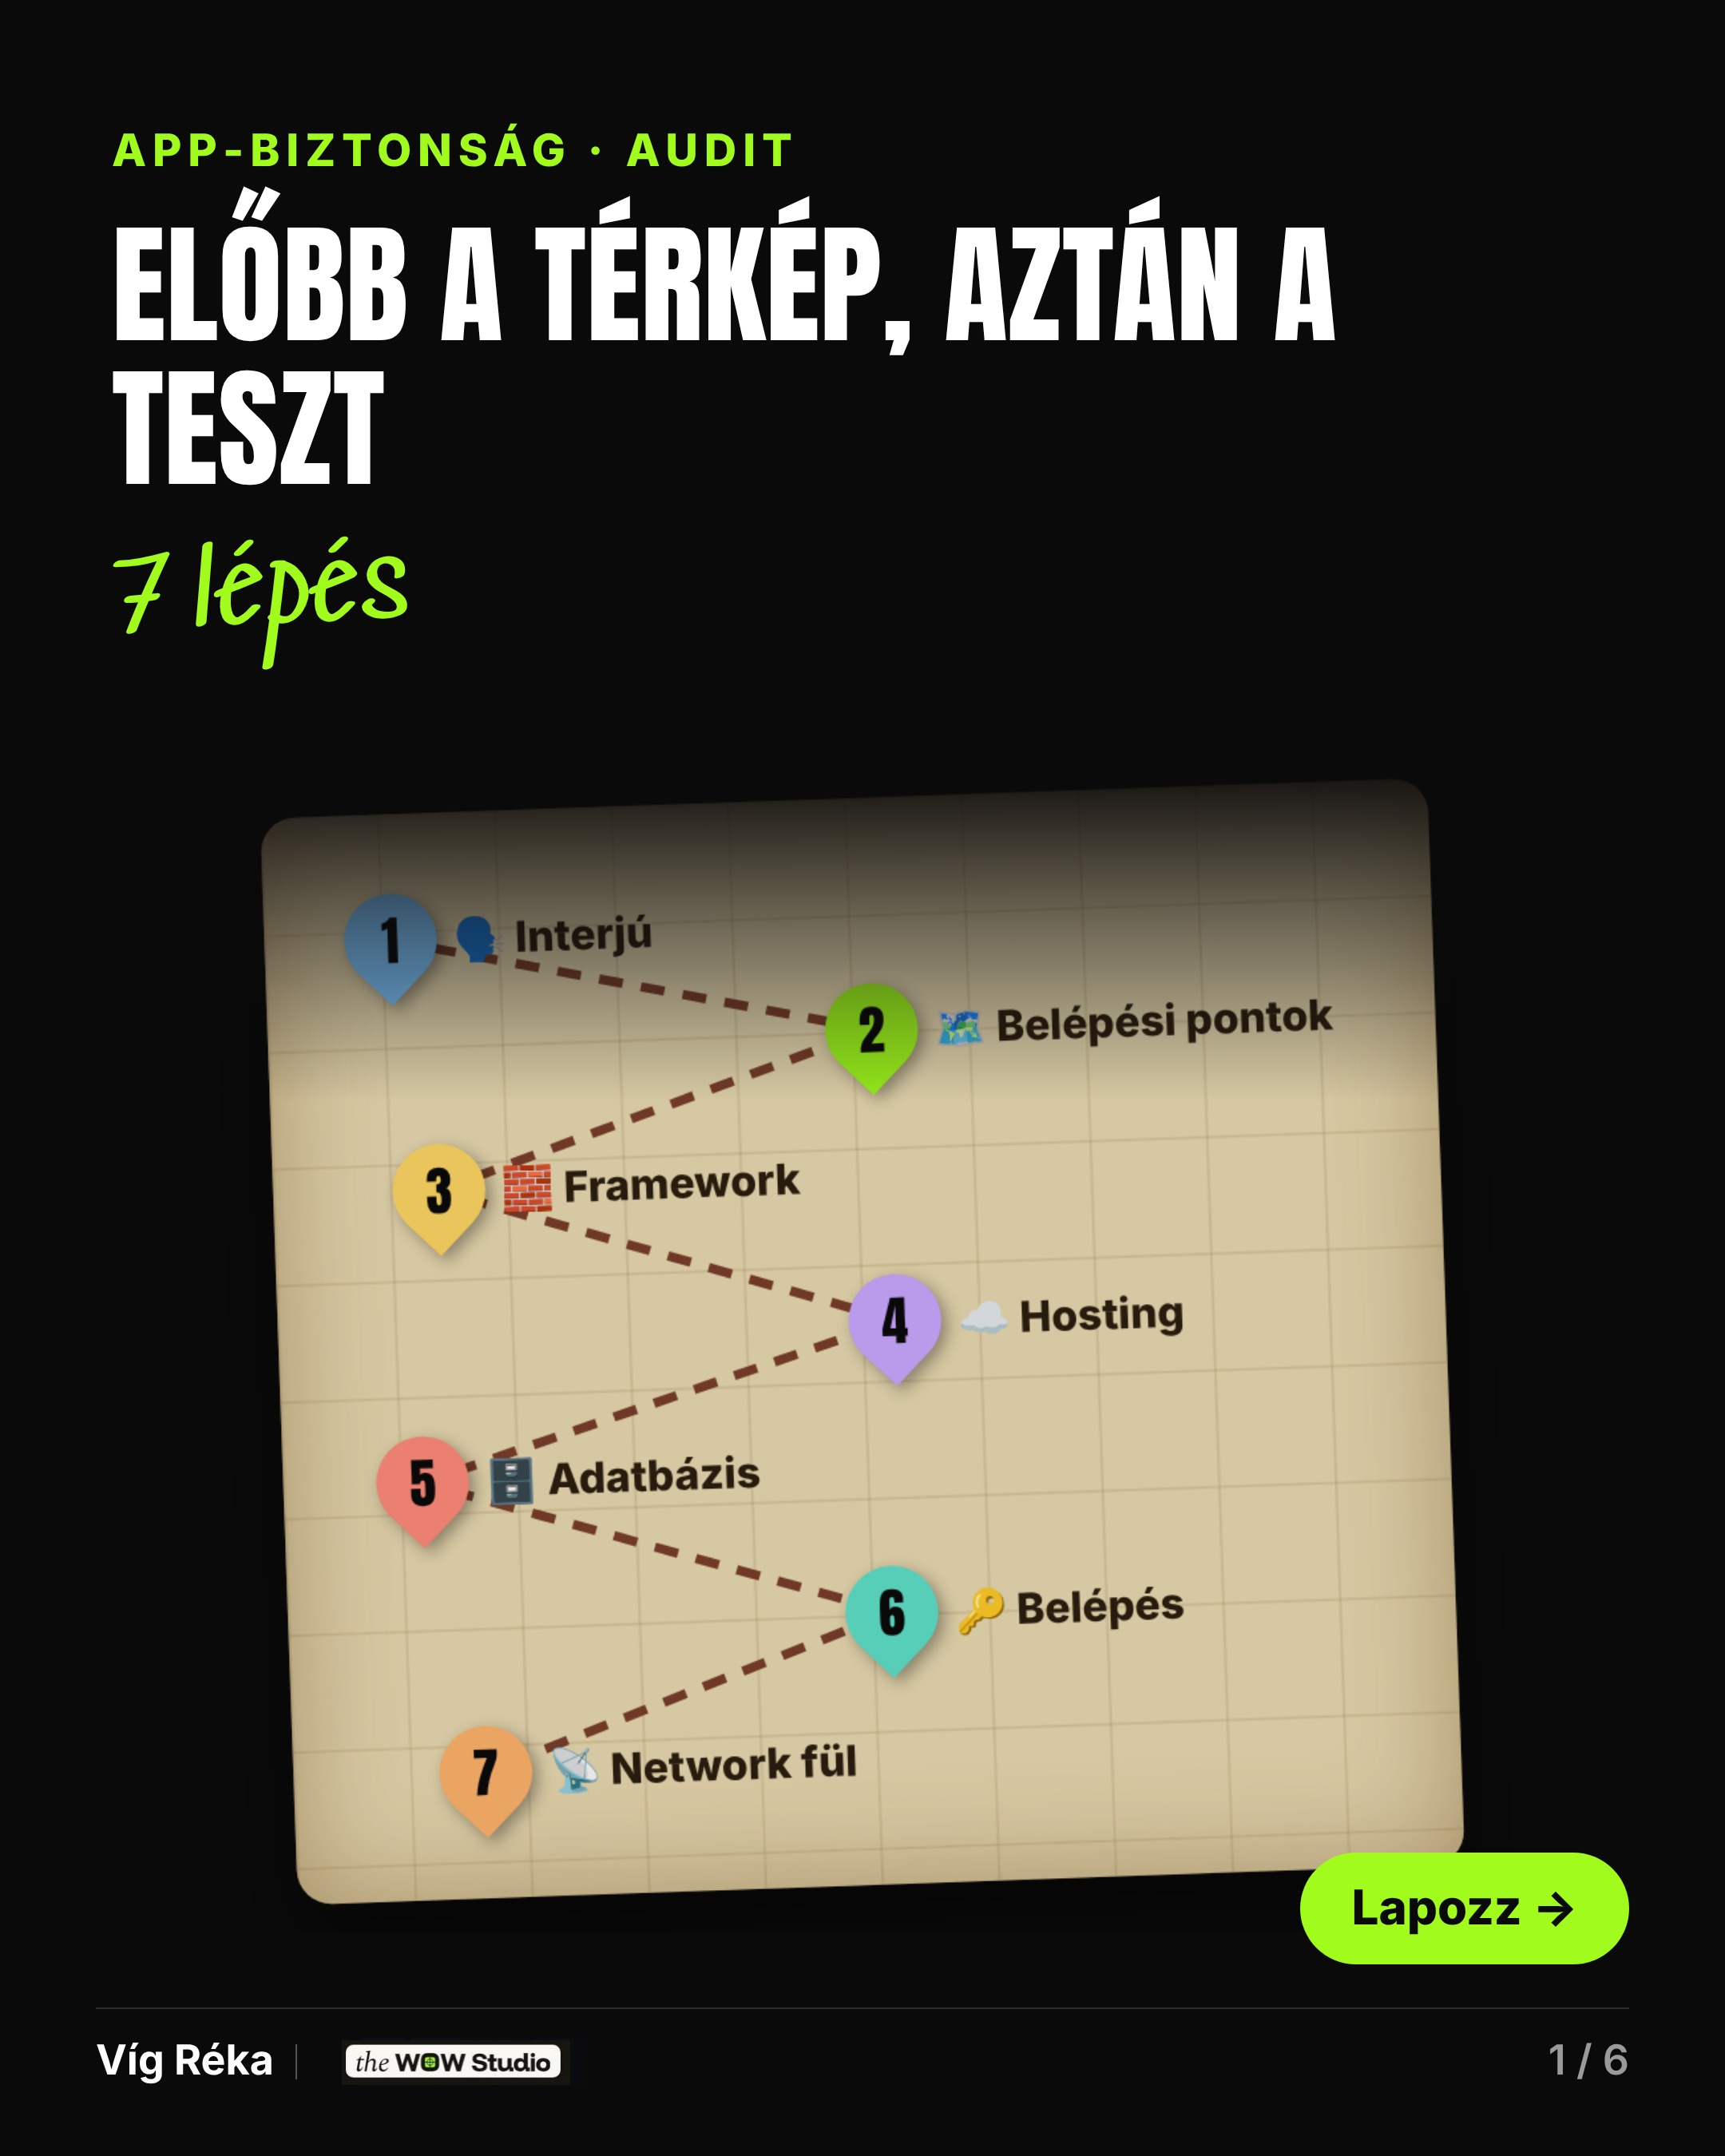 APP-BIZTONSÁG · AUDIT
ELŐBB A TÉRKÉP, AZTÁN A
TESZT
7 lépés
1 Interjú
2 Belépési pontok
3 Framework
4 Hosting
5 Adatbázis
6 Belépés
7 Network fül
Lapozz →
Víg Réka
the WOW Studio
1 / 6